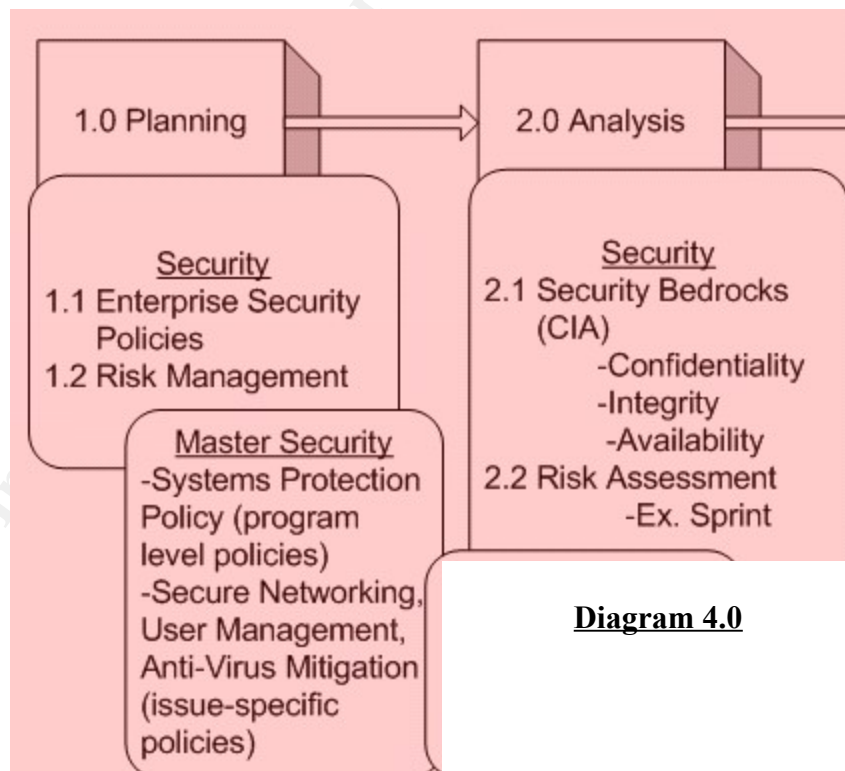 1.0 Planning
Security
1.1 Enterprise Security
Policies
1.2 Risk Management
Master Security
-Systems Protection
Policy (program
level policies)
-Secure Networking,
User Management,
Anti-Virus Mitigation
(issue-specific
policies)
2.0 Analysis
Security
2.1 Security Bedrocks
(CIA)
-Confidentiality
-Integrity
-Availability
2.2 Risk Assessment
-Ex. Sprint
Diagram 4.0